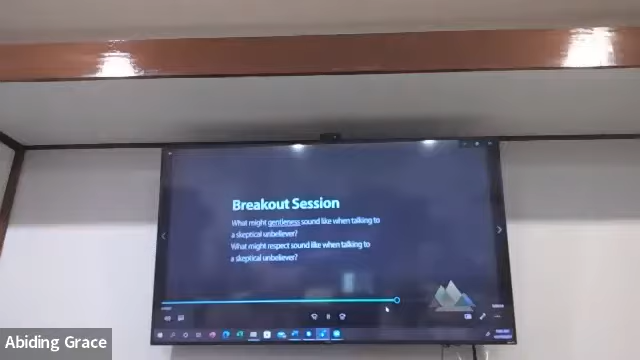 Breakout Session
What might gentleness sound like when talking to
a skeptical unbeliever?
What might respect sound like when talking to
a skeptical unbeliever?
Abiding Grace